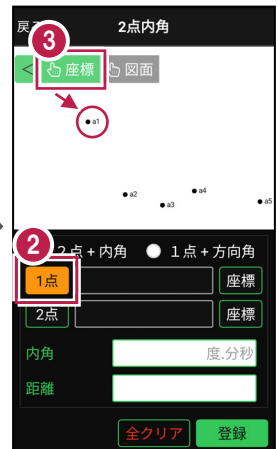 戻 2点内角
3
< 座標 図面
a1
a2 a4
a3 a5
2
2点+内角 1点+方向角
1点 座標
2点 座標
内角 度.分秒
距離
全クリア 登録